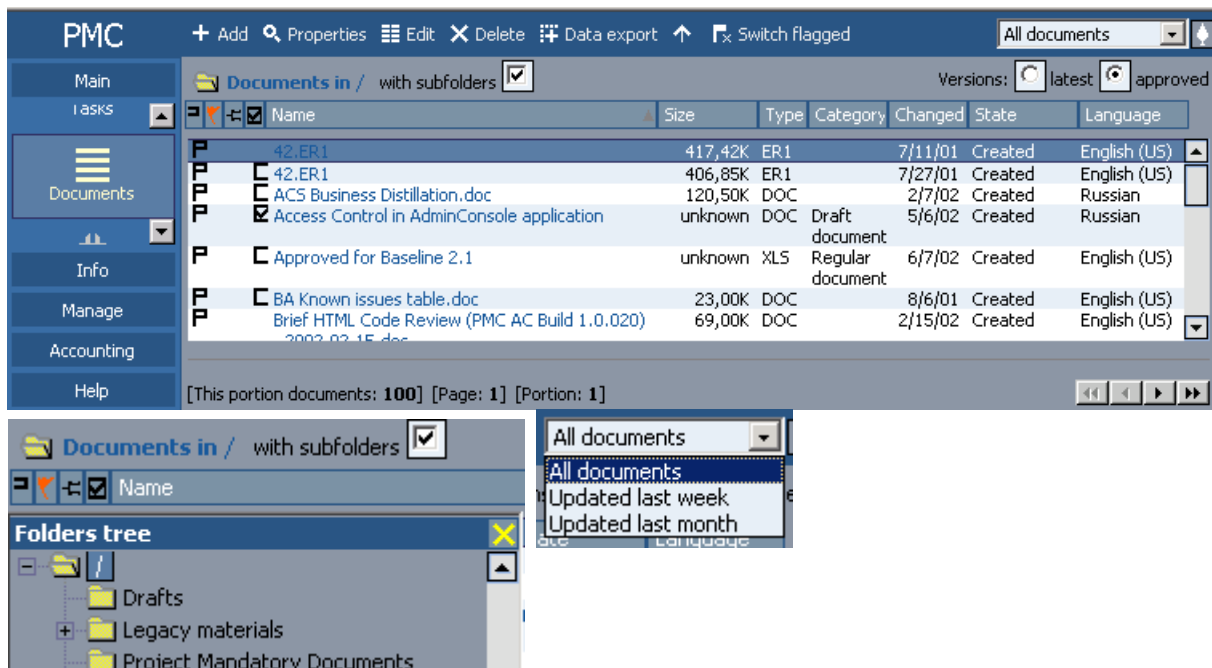 PMC
Add Properties Edit Delete Data export Switch flagged All documents
Main
Documents in / with subfolders Versions: latest approved
Tasks
Name Size Type Category Changed State Language
42.ER1 417,42K ER1 7/11/01 Created English (US)
42.ER1 406,85K ER1 7/27/01 Created English (US)
Documents
ACS Business Distillation.doc 120,50K DOC 2/7/02 Created Russian
Access Control in AdminConsole application unknown DOC Draft 5/6/02 Created Russian
document
Approved for Baseline 2.1 unknown XLS Regular 6/7/02 Created English (US)
document
Info
BA Known issues table.doc 23,00K DOC 8/6/01 Created English (US)
Manage
Brief HTML Code Review (PMC AC Build 1.0.020) 69,00K DOC 2/15/02 Created English (US)
2002 02 15.doc
Accounting
Help
[This portion documents: 100] [Page: 1] [Portion: 1]
Documents in / with subfolders
Name
Folders tree
/
Drafts
Legacy materials
Project Mandatory Documents
All documents
All documents
Updated last week
Updated last month
Language